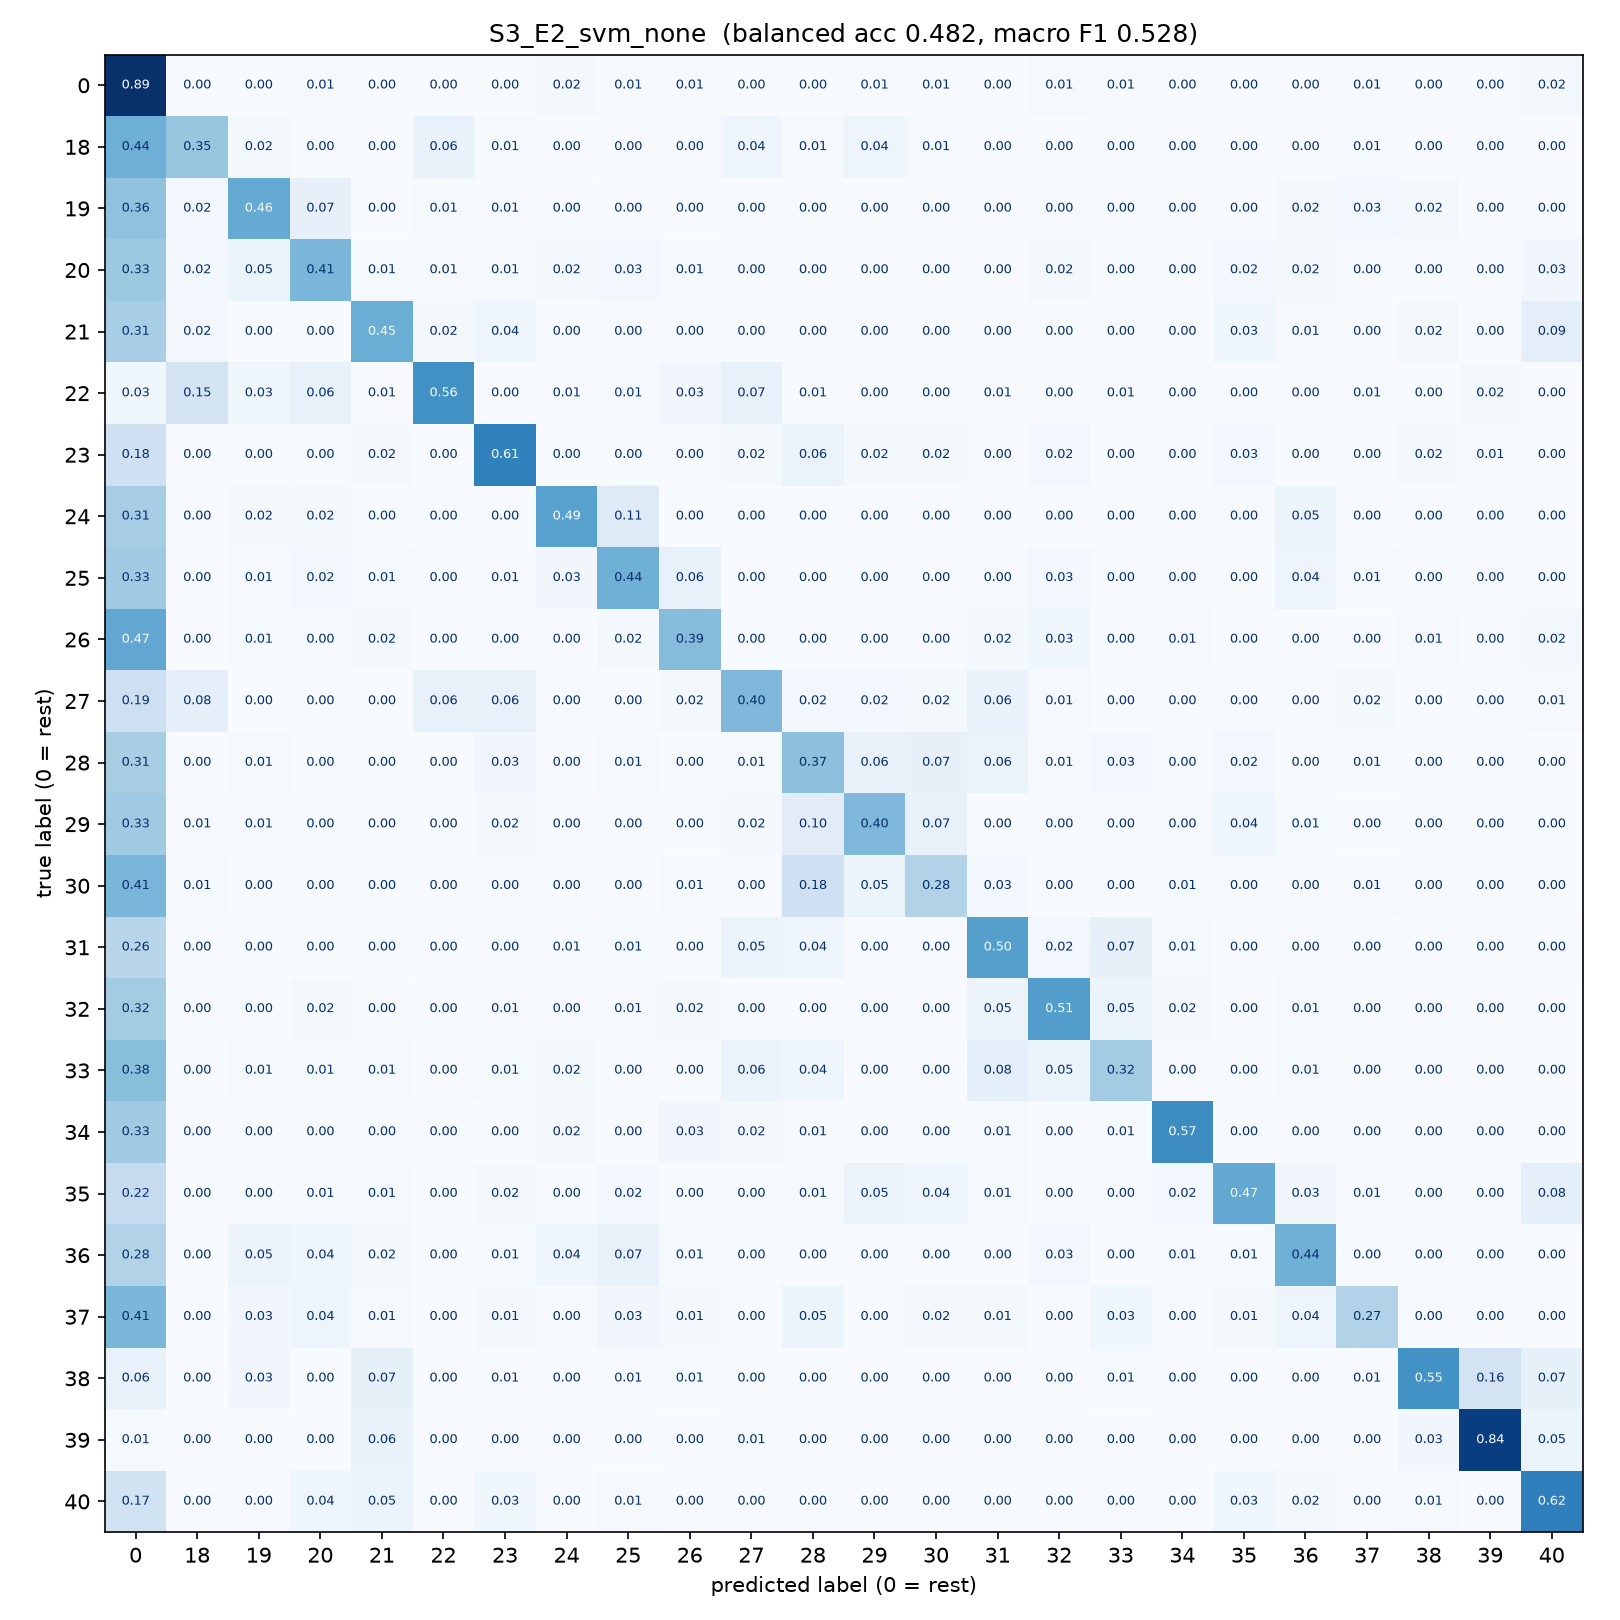 S3_E2_svm_none (balanced acc 0.482, macro F1 0.528)
0 0.89 0.00 0.00 0.01 0.00 0.00 0.00 0.02 0.01 0.01 0.00 0.00 0.01 0.01 0.00 0.01 0.01 0.00 0.00 0.00 0.01 0.00 0.00 0.02
18 0.44 0.35 0.02 0.00 0.00 0.06 0.01 0.00 0.00 0.00 0.04 0.01 0.04 0.01 0.00 0.00 0.00 0.00 0.00 0.00 0.01 0.00 0.00 0.00
19 0.36 0.02 0.46 0.07 0.00 0.01 0.01 0.00 0.00 0.00 0.00 0.00 0.00 0.00 0.00 0.00 0.00 0.00 0.00 0.02 0.03 0.02 0.00 0.00
20 0.33 0.02 0.05 0.41 0.01 0.01 0.01 0.02 0.03 0.01 0.00 0.00 0.00 0.00 0.00 0.02 0.00 0.00 0.02 0.02 0.00 0.00 0.00 0.03
21 0.31 0.02 0.00 0.00 0.45 0.02 0.04 0.00 0.00 0.00 0.00 0.00 0.00 0.00 0.00 0.00 0.00 0.00 0.03 0.01 0.00 0.02 0.00 0.09
22 0.03 0.15 0.03 0.06 0.01 0.56 0.00 0.01 0.01 0.03 0.07 0.01 0.00 0.00 0.01 0.00 0.01 0.00 0.00 0.00 0.01 0.00 0.02 0.00
23 0.18 0.00 0.00 0.00 0.02 0.00 0.61 0.00 0.00 0.00 0.02 0.06 0.02 0.02 0.00 0.02 0.00 0.00 0.03 0.00 0.00 0.02 0.01 0.00
24 0.31 0.00 0.02 0.02 0.00 0.00 0.00 0.49 0.11 0.00 0.00 0.00 0.00 0.00 0.00 0.00 0.00 0.00 0.00 0.05 0.00 0.00 0.00 0.00
25 0.33 0.00 0.01 0.02 0.01 0.00 0.01 0.03 0.44 0.06 0.00 0.00 0.00 0.00 0.00 0.03 0.00 0.00 0.00 0.04 0.01 0.00 0.00 0.00
26 0.47 0.00 0.01 0.00 0.02 0.00 0.00 0.00 0.02 0.39 0.00 0.00 0.00 0.00 0.02 0.03 0.00 0.01 0.00 0.00 0.00 0.01 0.00 0.02
27 0.19 0.08 0.00 0.00 0.00 0.06 0.06 0.00 0.00 0.02 0.40 0.02 0.02 0.02 0.06 0.01 0.00 0.00 0.00 0.00 0.02 0.00 0.00 0.01
28 0.31 0.00 0.01 0.00 0.00 0.00 0.03 0.00 0.01 0.00 0.01 0.37 0.06 0.07 0.06 0.01 0.03 0.00 0.02 0.00 0.01 0.00 0.00 0.00
29 0.33 0.01 0.01 0.00 0.00 0.00 0.02 0.00 0.00 0.00 0.02 0.10 0.40 0.07 0.00 0.00 0.00 0.00 0.04 0.01 0.00 0.00 0.00 0.00
30 0.41 0.01 0.00 0.00 0.00 0.00 0.00 0.00 0.00 0.01 0.00 0.18 0.05 0.28 0.03 0.00 0.00 0.01 0.00 0.00 0.01 0.00 0.00 0.00
31 0.26 0.00 0.00 0.00 0.00 0.00 0.00 0.01 0.01 0.00 0.05 0.04 0.00 0.00 0.50 0.02 0.07 0.01 0.00 0.00 0.00 0.00 0.00 0.00
32 0.32 0.00 0.00 0.02 0.00 0.00 0.01 0.00 0.01 0.02 0.00 0.00 0.00 0.00 0.05 0.51 0.05 0.02 0.00 0.01 0.00 0.00 0.00 0.00
33 0.38 0.00 0.01 0.01 0.01 0.00 0.01 0.02 0.00 0.00 0.06 0.04 0.00 0.00 0.08 0.05 0.32 0.00 0.00 0.01 0.00 0.00 0.00 0.00
34 0.33 0.00 0.00 0.00 0.00 0.00 0.00 0.02 0.00 0.03 0.02 0.01 0.00 0.00 0.01 0.00 0.01 0.57 0.00 0.00 0.00 0.00 0.00 0.00
35 0.22 0.00 0.00 0.01 0.01 0.00 0.02 0.00 0.02 0.00 0.00 0.01 0.05 0.04 0.01 0.00 0.00 0.02 0.47 0.03 0.01 0.00 0.00 0.08
36 0.28 0.00 0.05 0.04 0.02 0.00 0.01 0.04 0.07 0.01 0.00 0.00 0.00 0.00 0.00 0.03 0.00 0.01 0.01 0.44 0.00 0.00 0.00 0.00
37 0.41 0.00 0.03 0.04 0.01 0.00 0.01 0.00 0.03 0.01 0.00 0.05 0.00 0.02 0.01 0.00 0.03 0.00 0.01 0.04 0.27 0.00 0.00 0.00
38 0.06 0.00 0.03 0.00 0.07 0.00 0.01 0.00 0.01 0.01 0.00 0.00 0.00 0.00 0.00 0.00 0.01 0.00 0.00 0.00 0.01 0.55 0.16 0.07
39 0.01 0.00 0.00 0.00 0.06 0.00 0.00 0.00 0.00 0.00 0.01 0.00 0.00 0.00 0.00 0.00 0.00 0.00 0.00 0.00 0.00 0.03 0.84 0.05
40 0.17 0.00 0.00 0.04 0.05 0.00 0.03 0.00 0.01 0.00 0.00 0.00 0.00 0.00 0.00 0.00 0.00 0.00 0.03 0.02 0.00 0.01 0.00 0.62
0 18 19 20 21 22 23 24 25 26 27 28 29 30 31 32 33 34 35 36 37 38 39 40
predicted label (0 = rest)
true label (0 = rest)